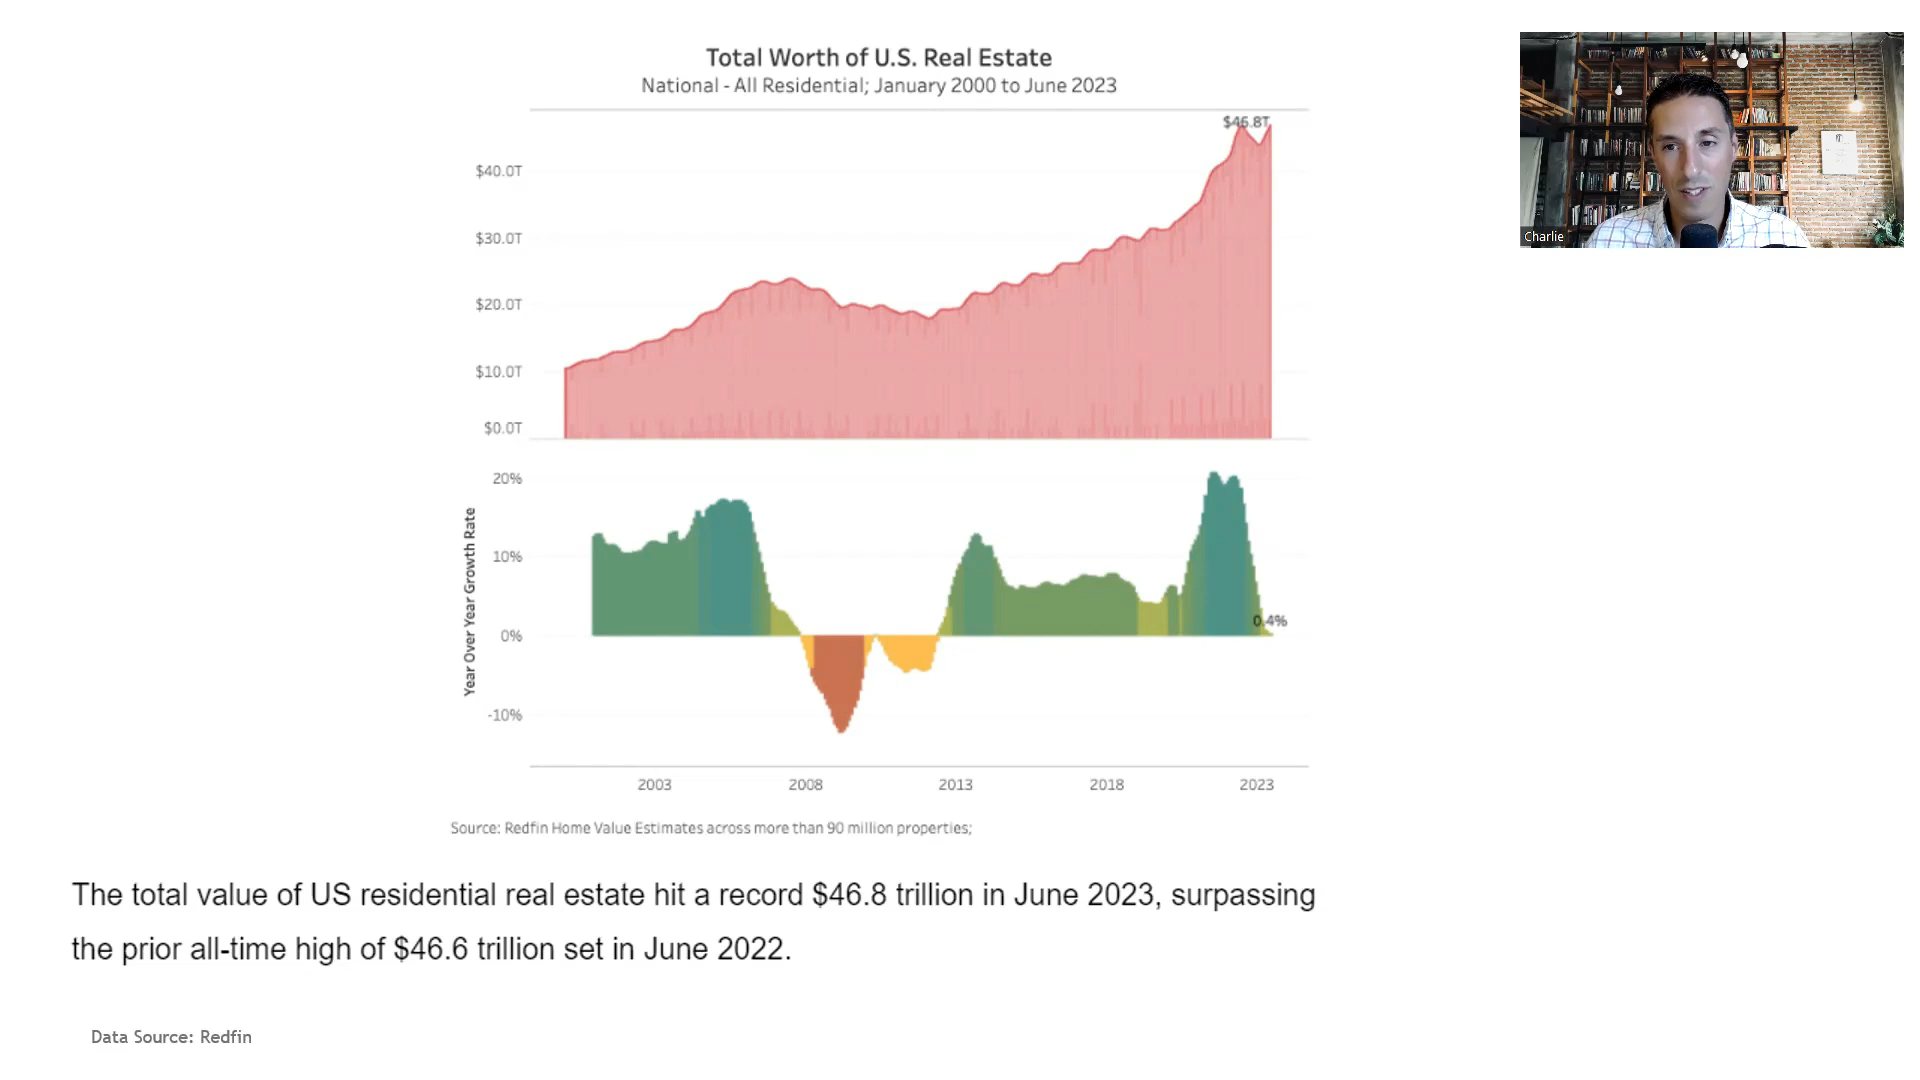 Total Worth of U.S. Real Estate
National - All Residential; January 2000 to June 2023
$46.8T
$40.0T
$30.0T
$20.0T
$10.0T
$0.0T
Year Over Year Growth Rate
20%
10%
0%
-10%
0.4%
2003 2008 2013 2018 2023
Source: Redfin Home Value Estimates across more than 90 million properties;
The total value of US residential real estate hit a record $46.8 trillion in June 2023, surpassing
the prior all-time high of $46.6 trillion set in June 2022.
Data Source: Redfin
Charlie